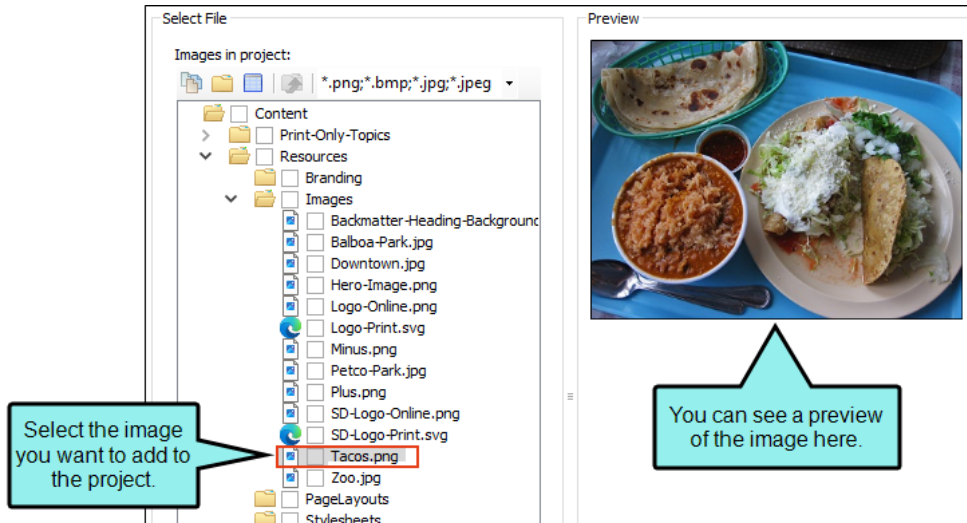 Select File
Images in project:
*.png;*.bmp;*.jpg;*.jpeg
Content
Print-Only-Topics
Resources
Branding
Images
Backmatter-Heading-Background
Balboa-Park.jpg
Downtown.jpg
Hero-Image.png
Logo-Online.png
Logo-Print.svg
Minus.png
Petco-Park.jpg
Plus.png
SD-Logo-Online.png
SD-Logo-Print.svg
Tacos.png
Zoo.jpg
PageLayouts
Stylesheets
Select the image
you want to add to
the project.
Preview
You can see a preview
of the image here.